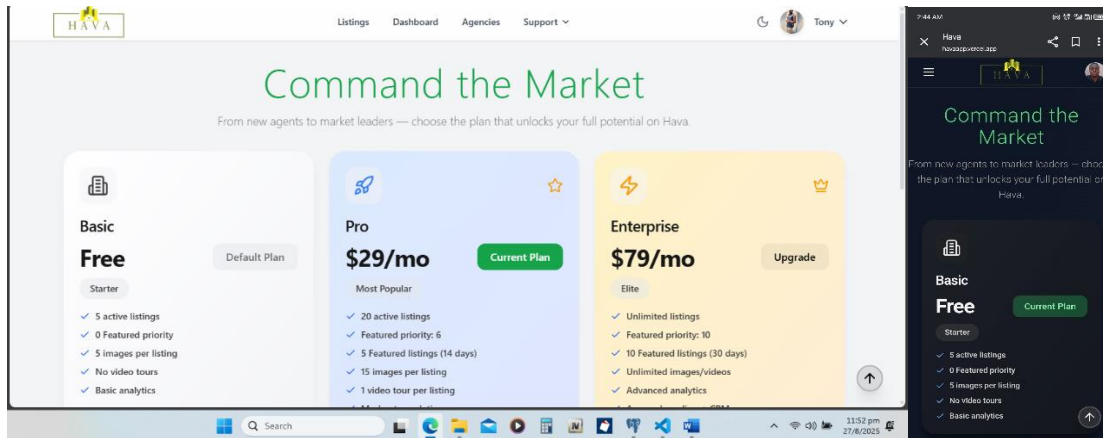 HAVA
Listings Dashboard Agencies Support
Tony
Command the Market
From new agents to market leaders — choose the plan that unlocks your full potential on Hava.
Basic
Free
Default Plan
Starter
5 active listings
0 Featured priority
5 images per listing
No video tours
Basic analytics
Pro
$29/mo
Current Plan
Most Popular
20 active listings
Featured priority: 6
5 Featured listings (14 days)
15 images per listing
1 video tour per listing
Enterprise
$79/mo
Upgrade
Elite
Unlimited listings
Featured priority: 10
10 Featured listings (30 days)
Unlimited images/videos
Advanced analytics
Search
11:52 pm
27/8/2025
7:44 AM
Hava
havaapp.vercel.app
HAVA
Command the
Market
From new agents to market leaders — choo
the plan that unlocks your full potential on
Hava.
Basic
Free
Current Plan
Starter
5 active listings
0 Featured priority
5 images per listing
No video tours
Basic analytics